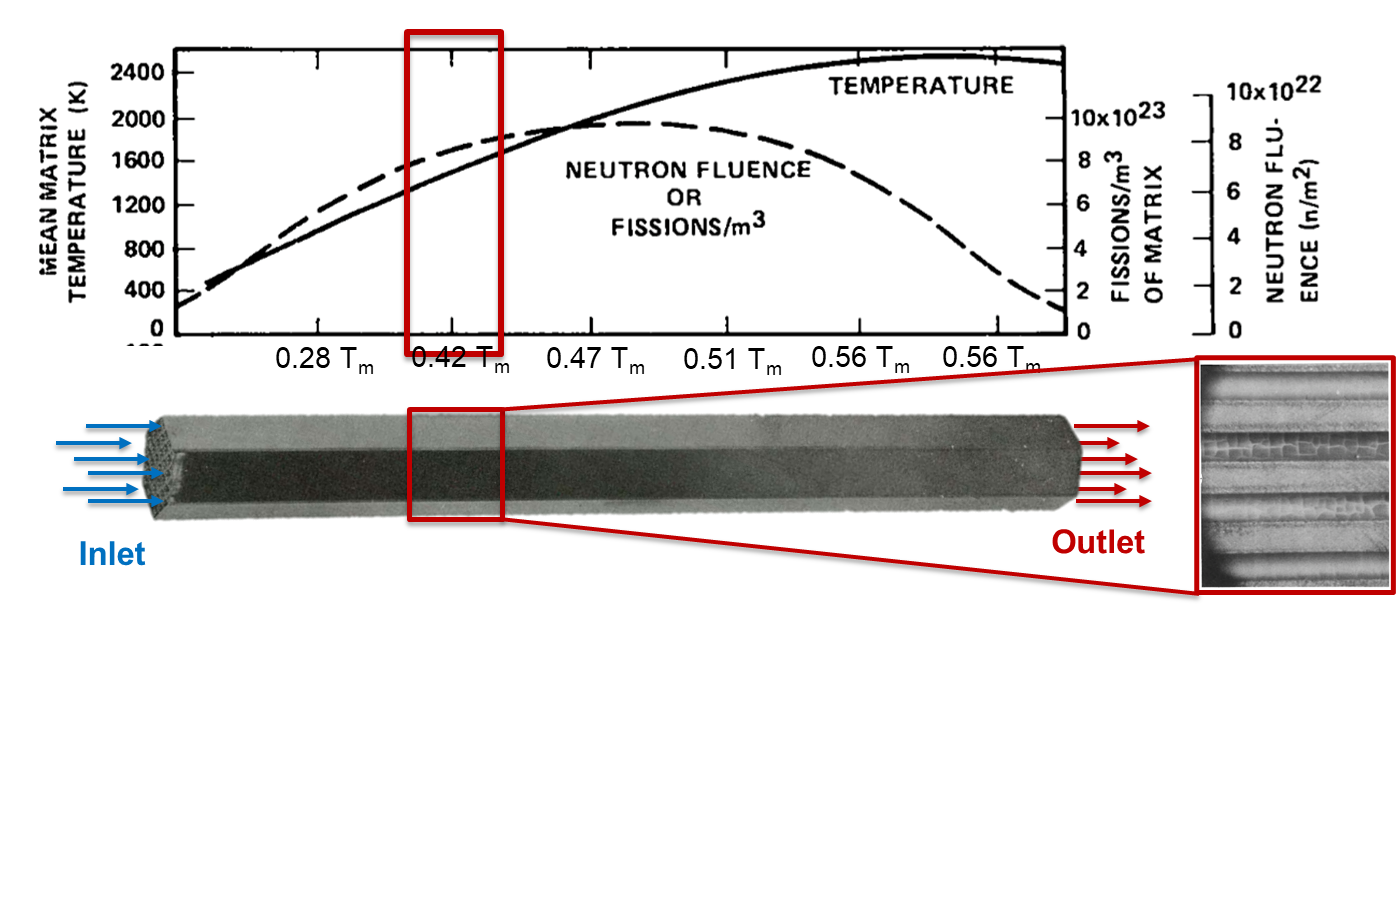 MEAN MATRIX
TEMPERATURE (K)
2400
2000
1600
1200
800
400
0
TEMPERATURE
NEUTRON FLUENCE
OR
FISSIONS/m³
10x10²³
8
6
4
2
0
FISSIONS/m³
OF MATRIX
10x10²²
8
6
4
2
0
NEUTRON FLU-
ENCE (n/m²)
0.28 Tₘ
0.42 Tₘ
0.47 Tₘ
0.51 Tₘ
0.56 Tₘ
0.56 Tₘ
Inlet
Outlet